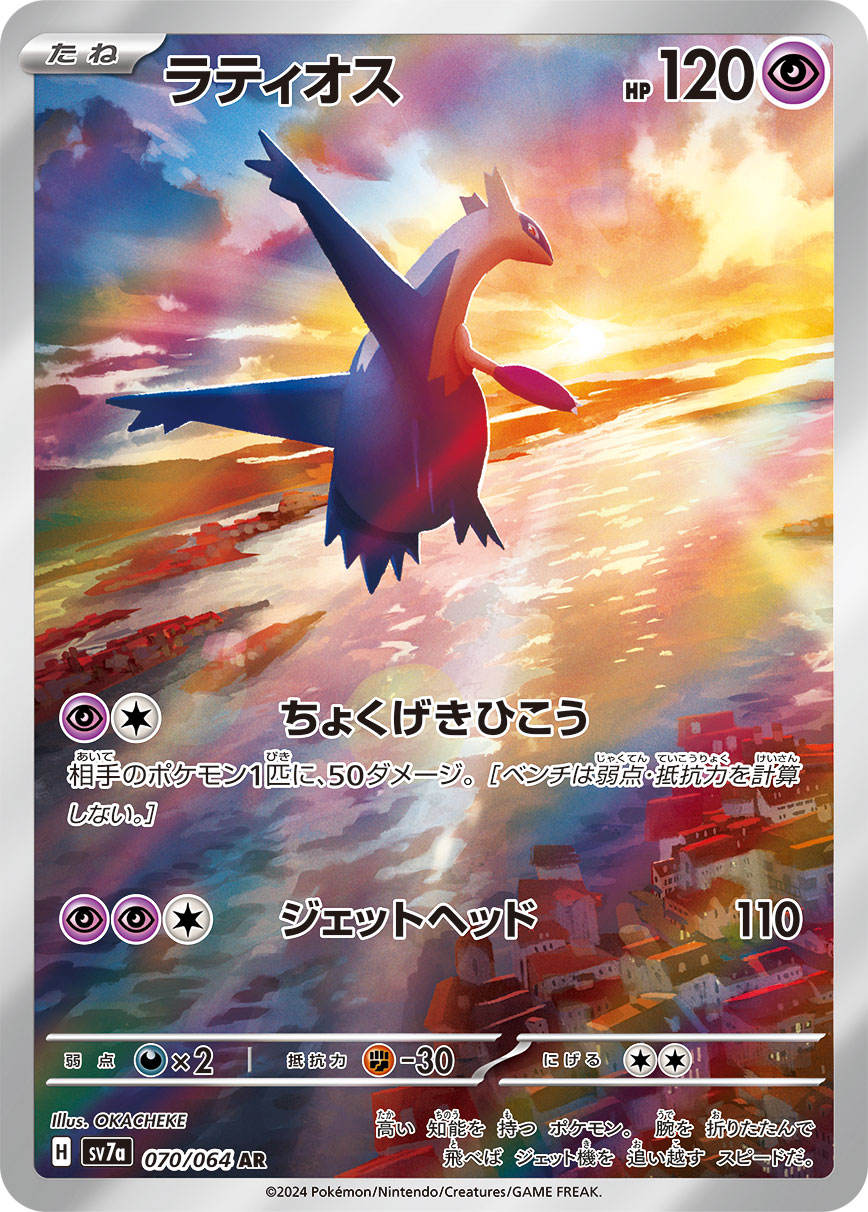 たね
ラティオス
HP 120
ちょくげきひこう
相手のポケモン1匹に、50ダメージ。[ベンチは弱点・抵抗力を計算
しない。]
ジェットヘッド 110
弱点 ×2 抵抗力 -30 にげる
Illus. OKACHEKE
高い 知能を 持つ ポケモン。 腕を 折りたたんで
飛べば ジェット機を 追い越す スピードだ。
H sv7a 070/064 AR
©2024 Pokémon/Nintendo/Creatures/GAME FREAK.